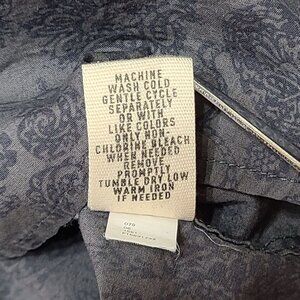 MACHINE
WASH COLD
GENTLE CYCLE
SEPARATELY
OR WITH
LIKE COLORS
ONLY NON-
CHLORINE BLEACH
WHEN NEEDED
REMOVE
PROMPTLY
TUMBLE DRY LOW
WARM IRON
IF NEEDED